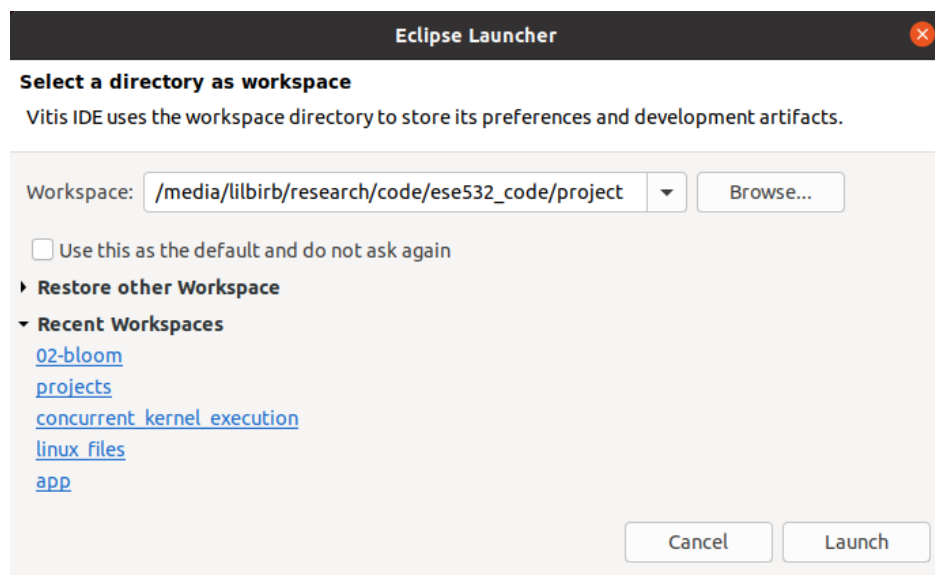 Eclipse Launcher
Select a directory as workspace
Vitis IDE uses the workspace directory to store its preferences and development artifacts.
Workspace: /media/lilbirb/research/code/ese532_code/project Browse...
Use this as the default and do not ask again
Restore other Workspace
Recent Workspaces
02-bloom
projects
concurrent_kernel_execution
linux_files
app
Cancel Launch